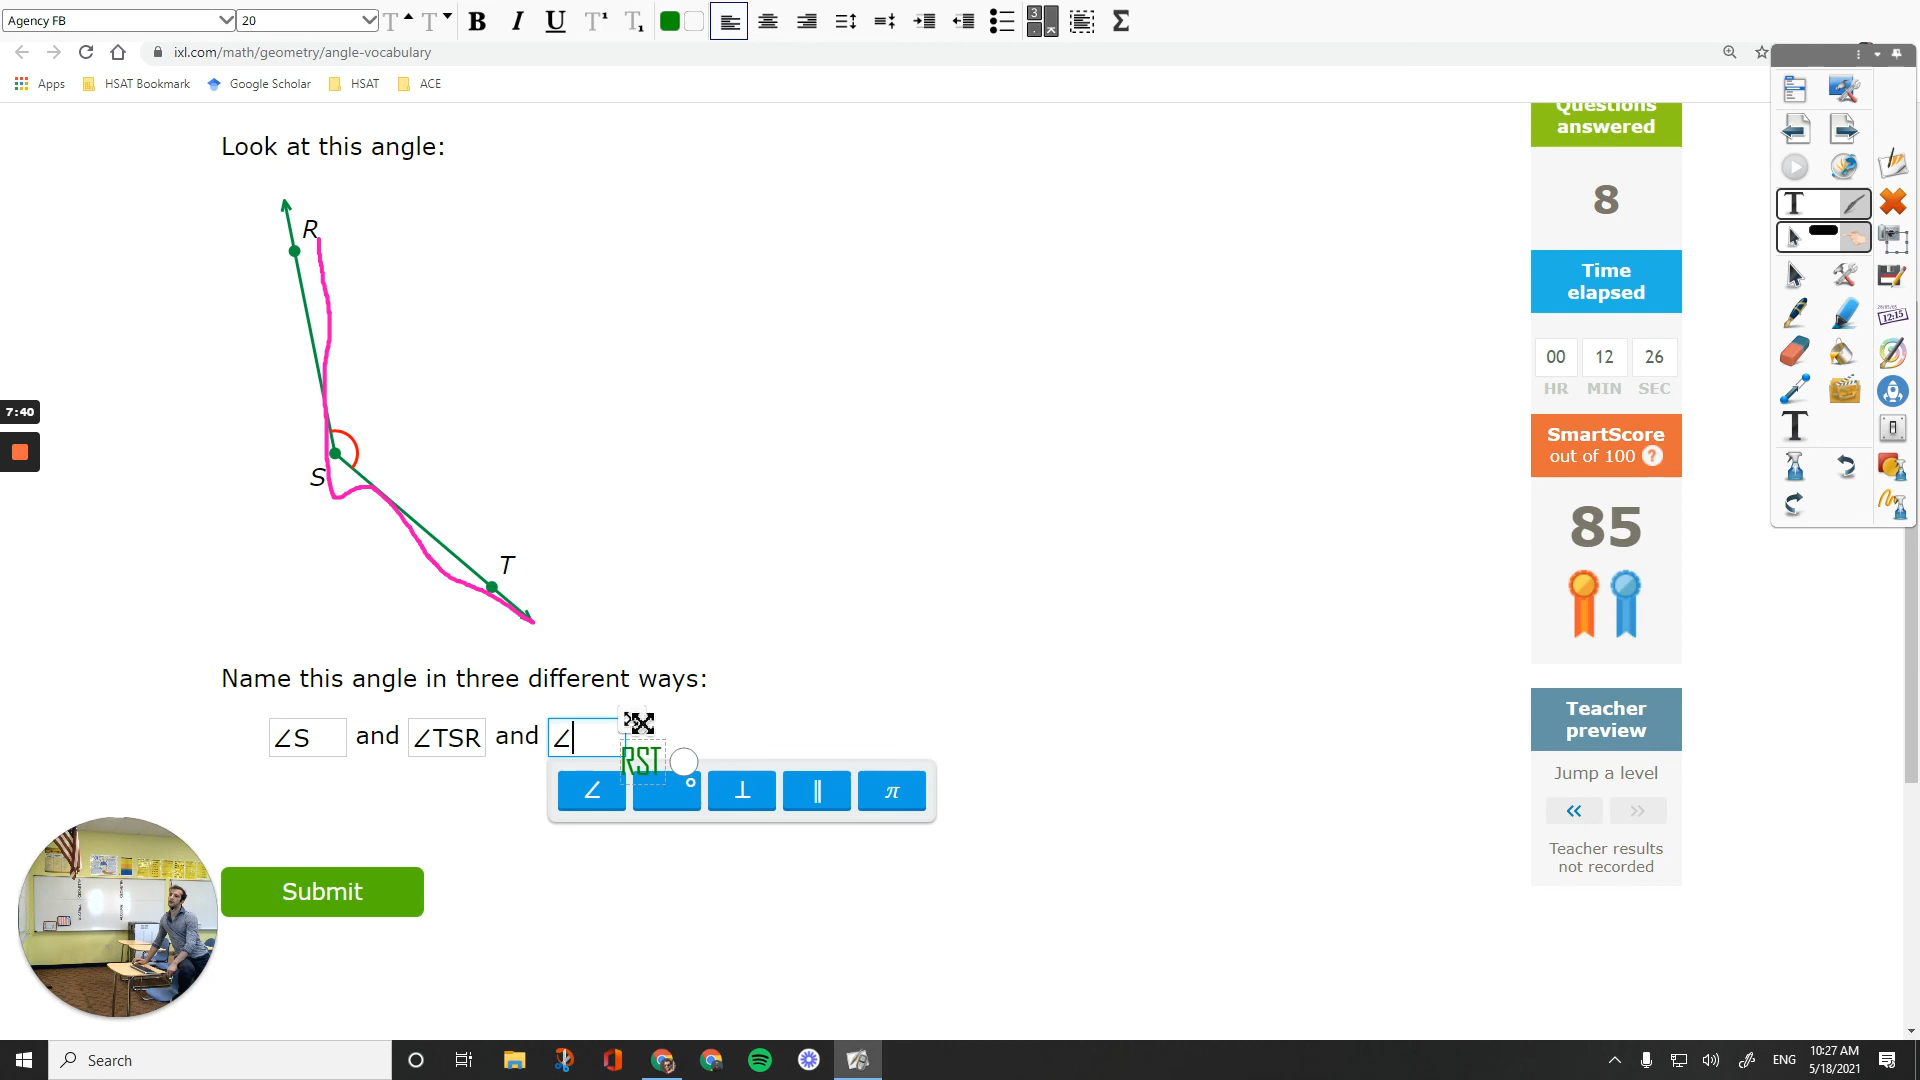 Agency FB
20
ixl.com/math/geometry/angle-vocabulary
Apps
HSAT Bookmark
Google Scholar
HSAT
ACE
Look at this angle:
R
S
T
7:40
Name this angle in three different ways:
∠S and ∠TSR and ∠
RST
∠ ° ⊥ ∥ π
Submit
Questions
answered
8
Time
elapsed
00 12 26
HR MIN SEC
SmartScore
out of 100 ?
85
Teacher
preview
Jump a level
Teacher results
not recorded
Search
ENG
10:27 AM
5/18/2021